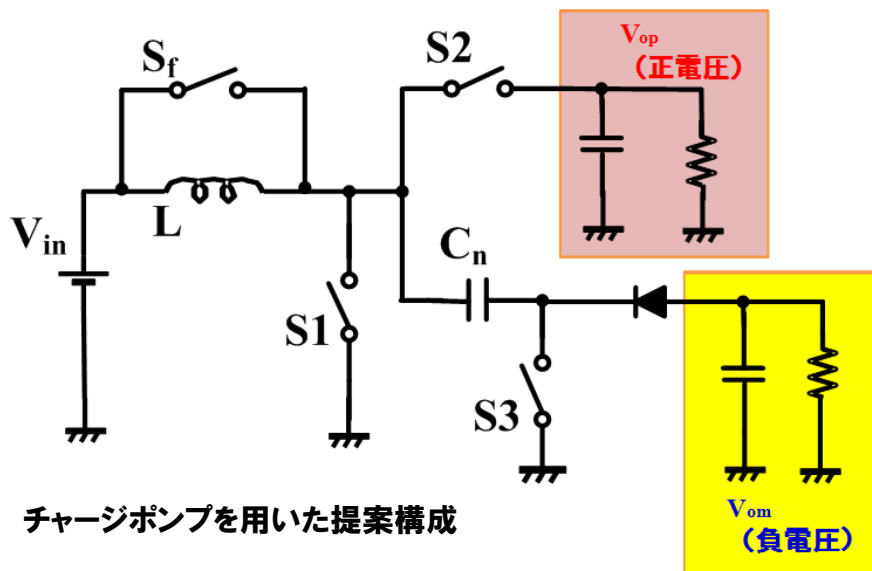 Sf
S2
Vop
（正電圧）
Vin
L
S1
Cn
S3
Vom
（負電圧）
チャージポンプを用いた提案構成